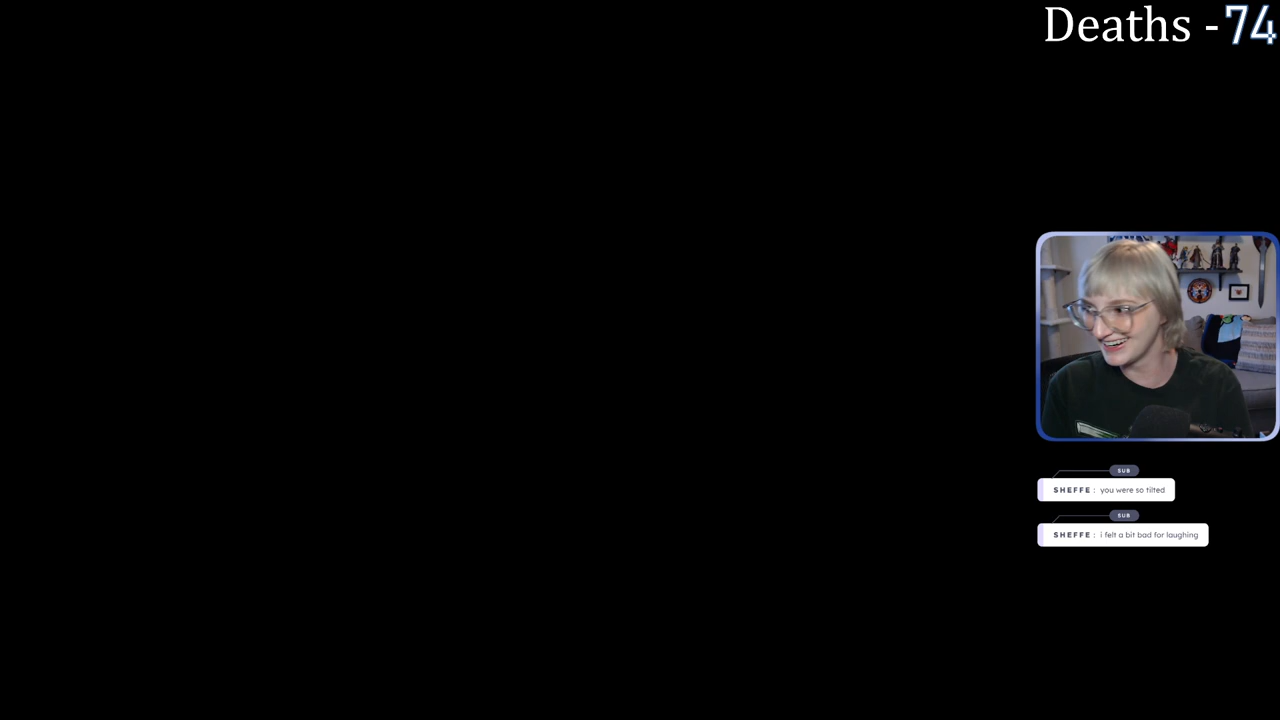 Deaths - 74
SUB
SHEFFE : you were so tilted
SUB
SHEFFE : i felt a bit bad for laughing